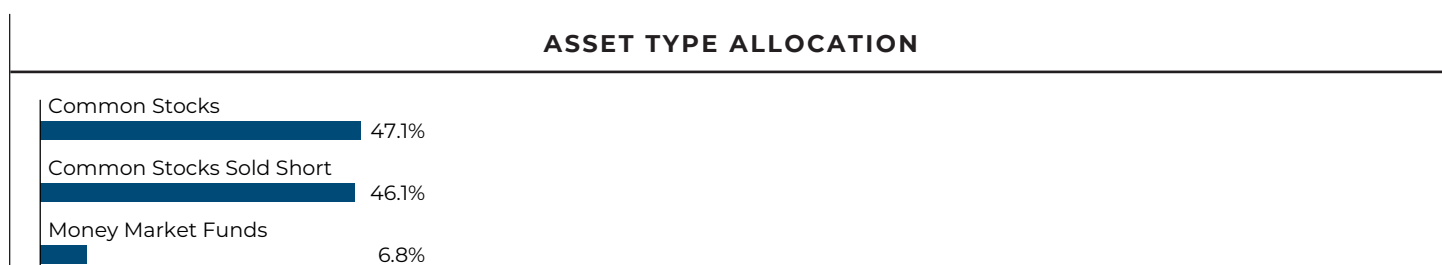 ASSET TYPE ALLOCATION
Common Stocks
47.1%
Common Stocks Sold Short
46.1%
Money Market Funds
6.8%